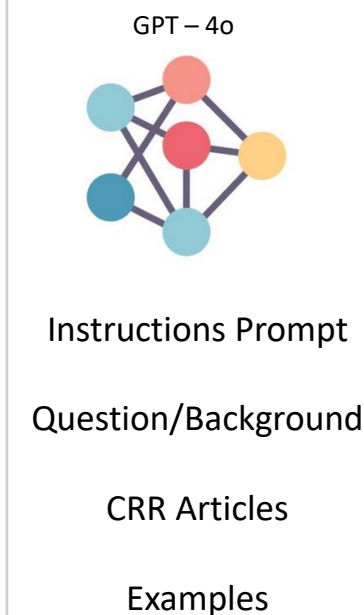 GPT – 4o
Instructions Prompt
Question/Background
CRR Articles
Examples